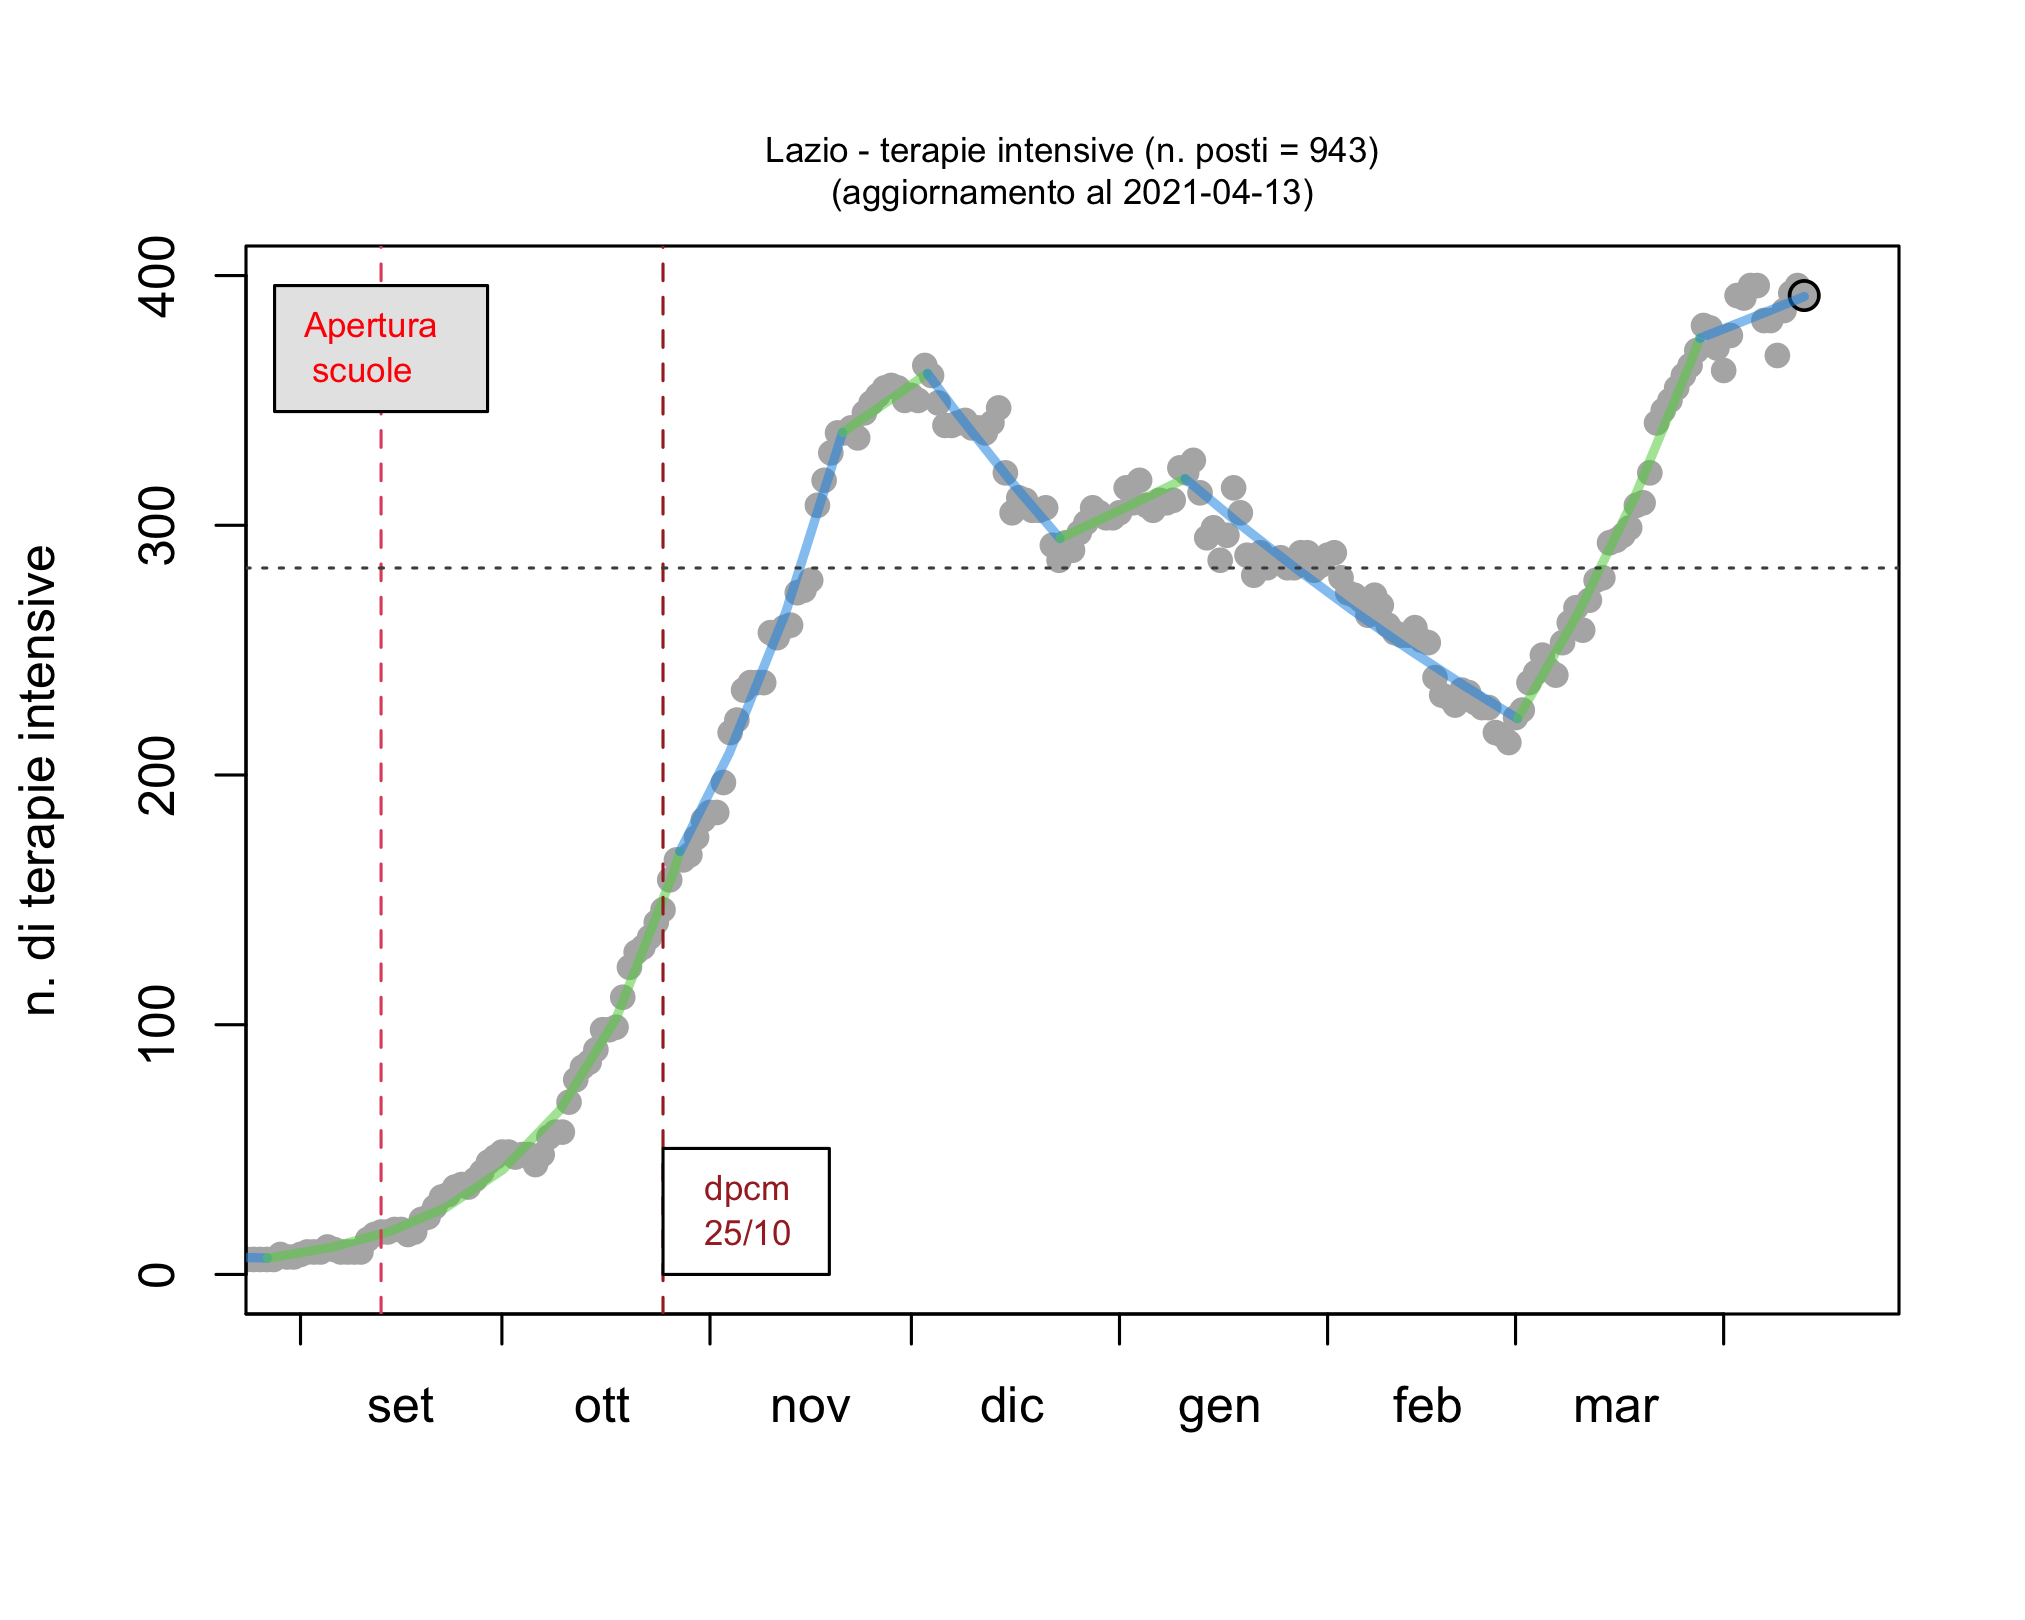 Lazio - terapie intensive (n. posti = 943)
(aggiornamento al 2021-04-13)
n. di terapie intensive
400
300
200
100
0
Apertura
scuole
dpcm
25/10
set ott nov dic gen feb mar